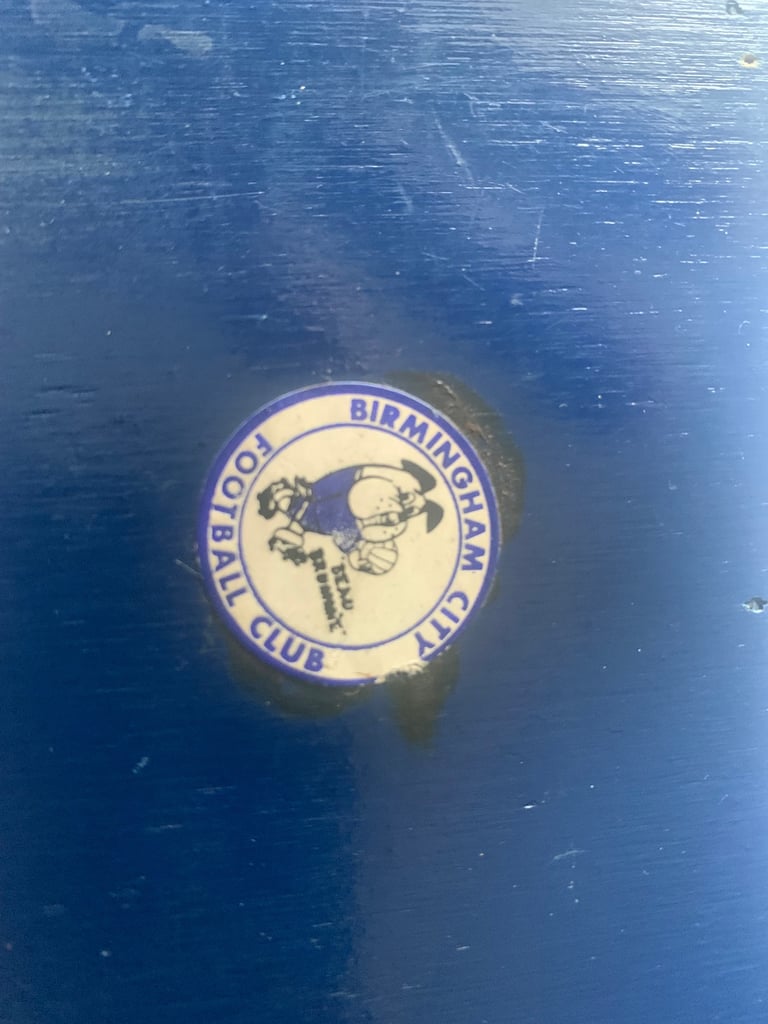 BIRMINGHAM CITY
FOOTBALL CLUB
"BEAU
BRUMMIE"